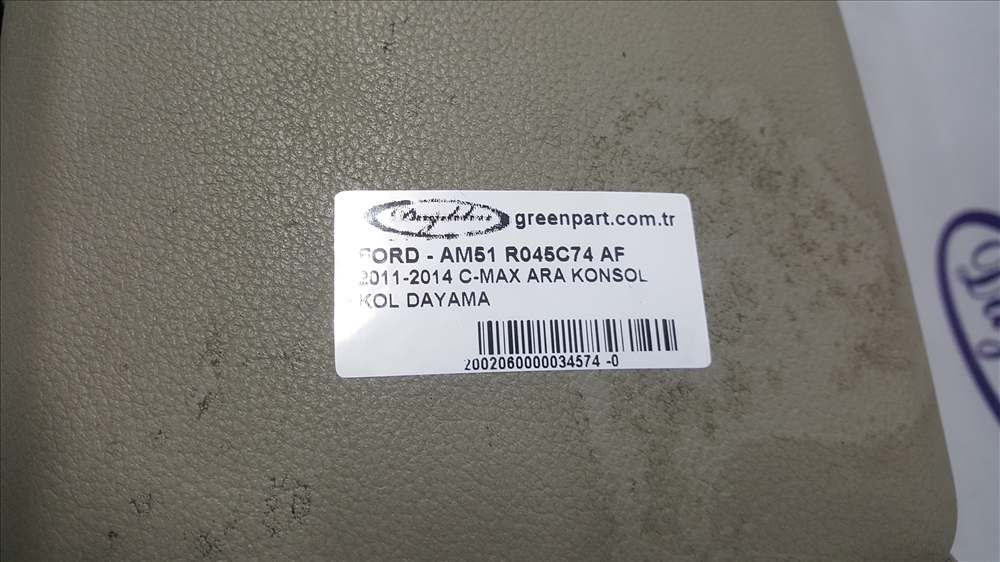 greenpart.com.tr
FORD - AM51 R045C74 AF
2011-2014 C-MAX ARA KONSOL
KOL DAYAMA
2002060000034574 -0